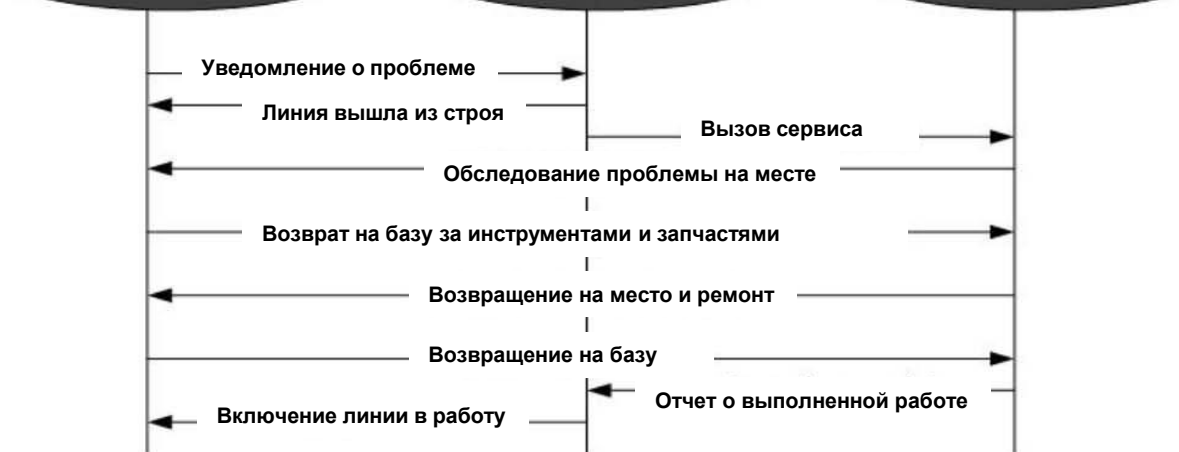 Уведомление о проблеме
Линия вышла из строя
Вызов сервиса
Обследование проблемы на месте
Возврат на базу за инструментами и запчастями
Возвращение на место и ремонт
Возвращение на базу
Отчет о выполненной работе
Включение линии в работу